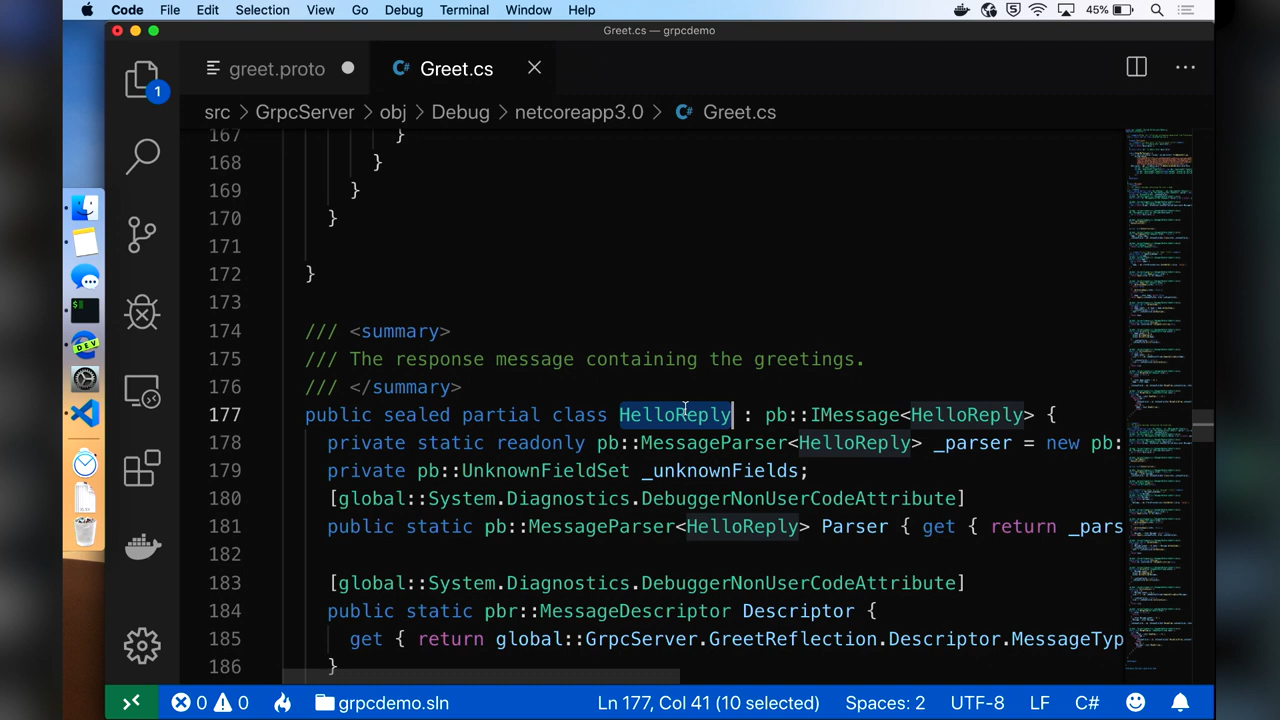 Code File Edit Selection View Go Debug Terminal Window Help 45%
Greet.cs — grpcdemo
greet.proto Greet.cs
src > GrpcServer > obj > Debug > netcoreapp3.0 > Greet.cs
167 }
168 }
169 }
170 }
171
172 }
173
174 /// <summary>
175 /// The response message containing the greetings.
176 /// </summary>
177 public sealed partial class HelloReply : pb::IMessage<HelloReply> {
178 private static readonly pb::MessageParser<HelloReply> _parser = new pb:
179 private pb::UnknownFieldSet _unknownFields;
180 [global::System.Diagnostics.DebuggerNonUserCodeAttribute]
181 public static pb::MessageParser<HelloReply> Parser { get { return _pars
182
183 [global::System.Diagnostics.DebuggerNonUserCodeAttribute]
184 public static pbr::MessageDescriptor Descriptor {
185 get { return global::GrpcServer.GreetReflection.Descriptor.MessageTyp
186 }
1
DEV
0 0 grpcdemo.sln Ln 177, Col 41 (10 selected) Spaces: 2 UTF-8 LF C#